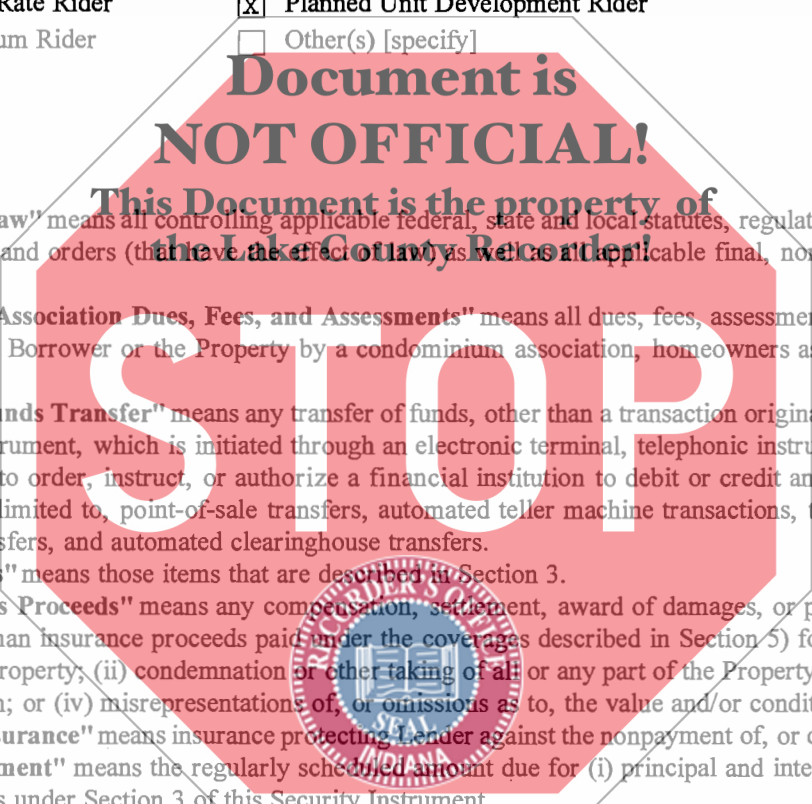 Rate Rider [X] Planned Unit Development Rider
um Rider Other(s) [specify]
Document is
NOT OFFICIAL!
This Document is the property of
aw" means all controlling applicable federal, state and local statutes, regulat
the Lake County Recorder!
and orders (that have the effect of law) as well as all applicable final, no
Association Dues, Fees, and Assessments" means all dues, fees, assessme
Borrower or the Property by a condominium association, homeowners as
STOP
nds Transfer" means any transfer of funds, other than a transaction origina
rument, which is initiated through an electronic terminal, telephonic instru
to order, instruct, or authorize a financial institution to debit or credit an
limited to, point-of-sale transfers, automated teller machine transactions, t
sfers, and automated clearinghouse transfers.
s" means those items that are described in Section 3.
s Proceeds" means any compensation, settlement, award of damages, or p
han insurance proceeds paid under the coverages described in Section 5) fo
roperty; (ii) condemnation or other taking of all or any part of the Property
n; or (iv) misrepresentations of, or omissions as to, the value and/or condit
surance" means insurance protecting Lender against the nonpayment of, or d
ment" means the regularly scheduled amount due for (i) principal and inte
s under Section 3 of this Security Instrument
RECORDER'S OFFICE
SEAL
INDIANA